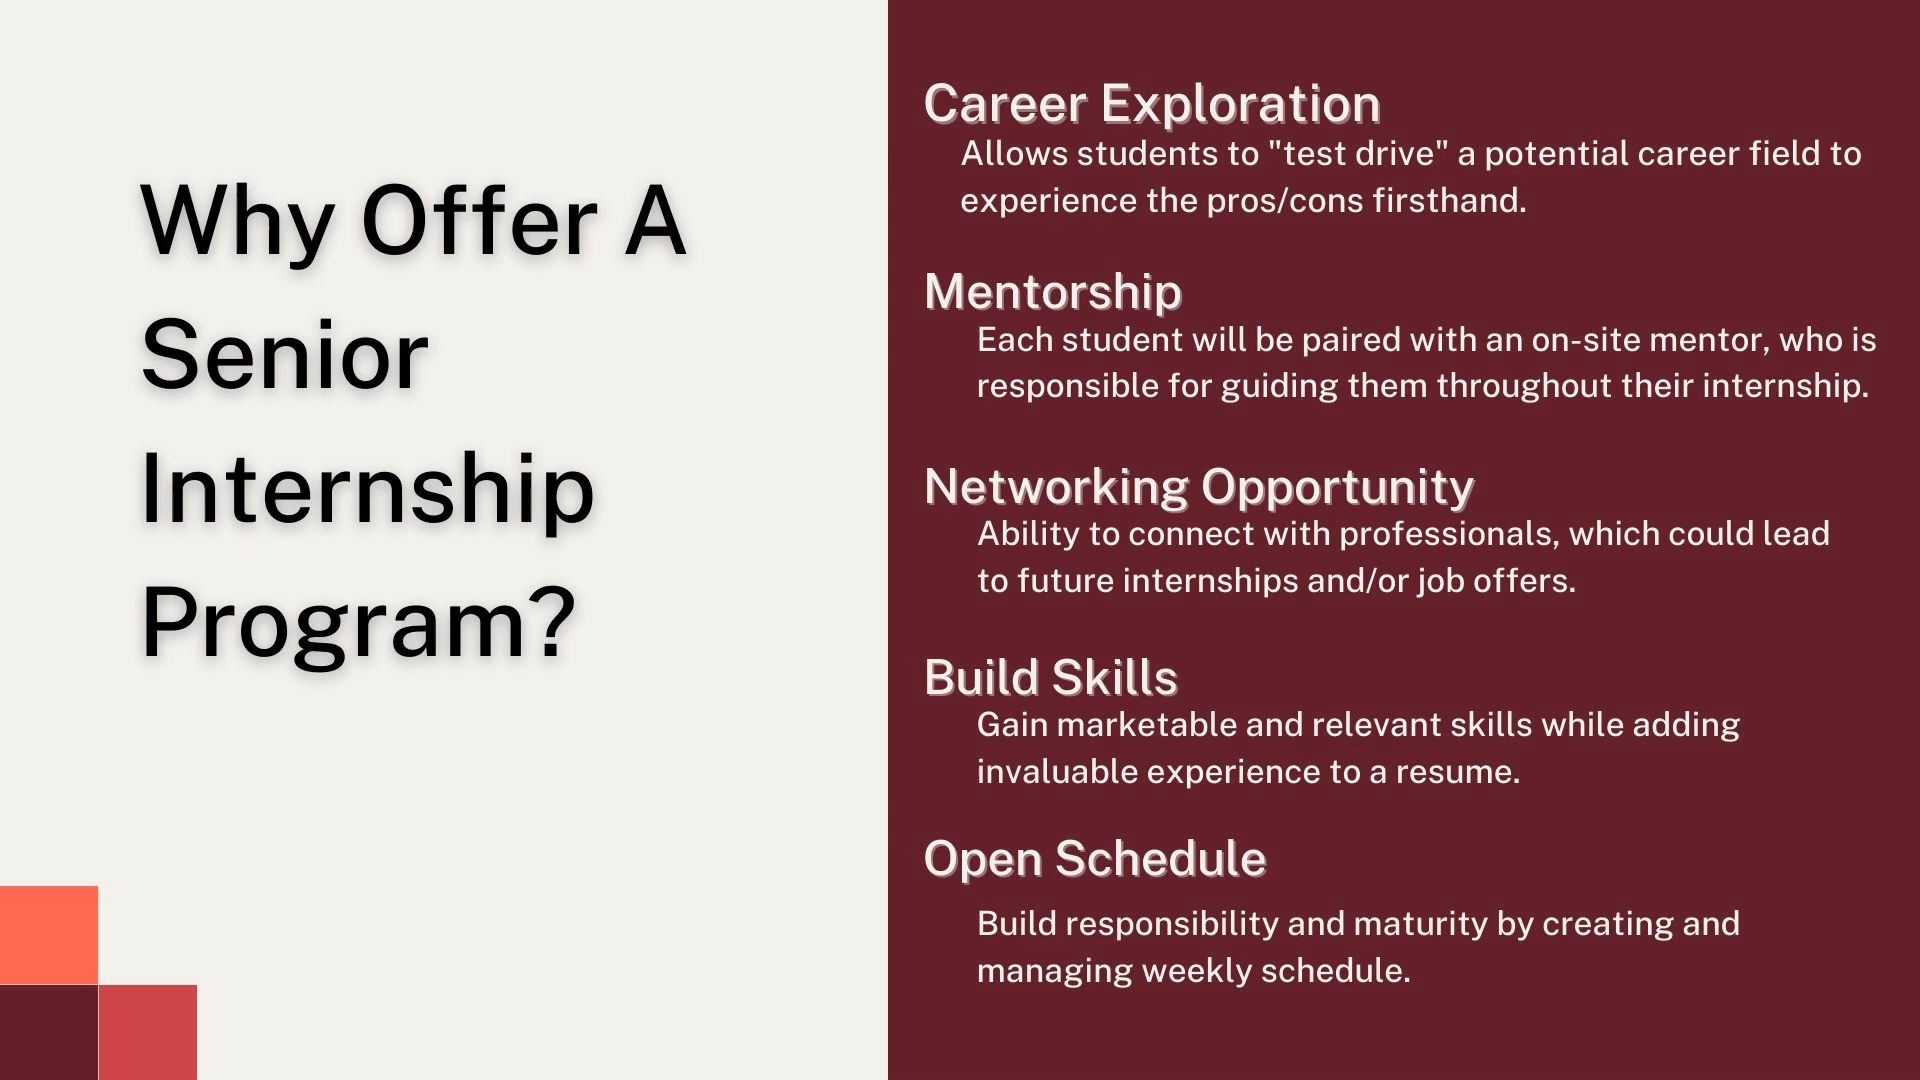 Why Offer A
Senior
Internship
Program?
Career Exploration
Allows students to "test drive" a potential career field to
experience the pros/cons firsthand.
Mentorship
Each student will be paired with an on-site mentor, who is
responsible for guiding them throughout their internship.
Networking Opportunity
Ability to connect with professionals, which could lead
to future internships and/or job offers.
Build Skills
Gain marketable and relevant skills while adding
invaluable experience to a resume.
Open Schedule
Build responsibility and maturity by creating and
managing weekly schedule.